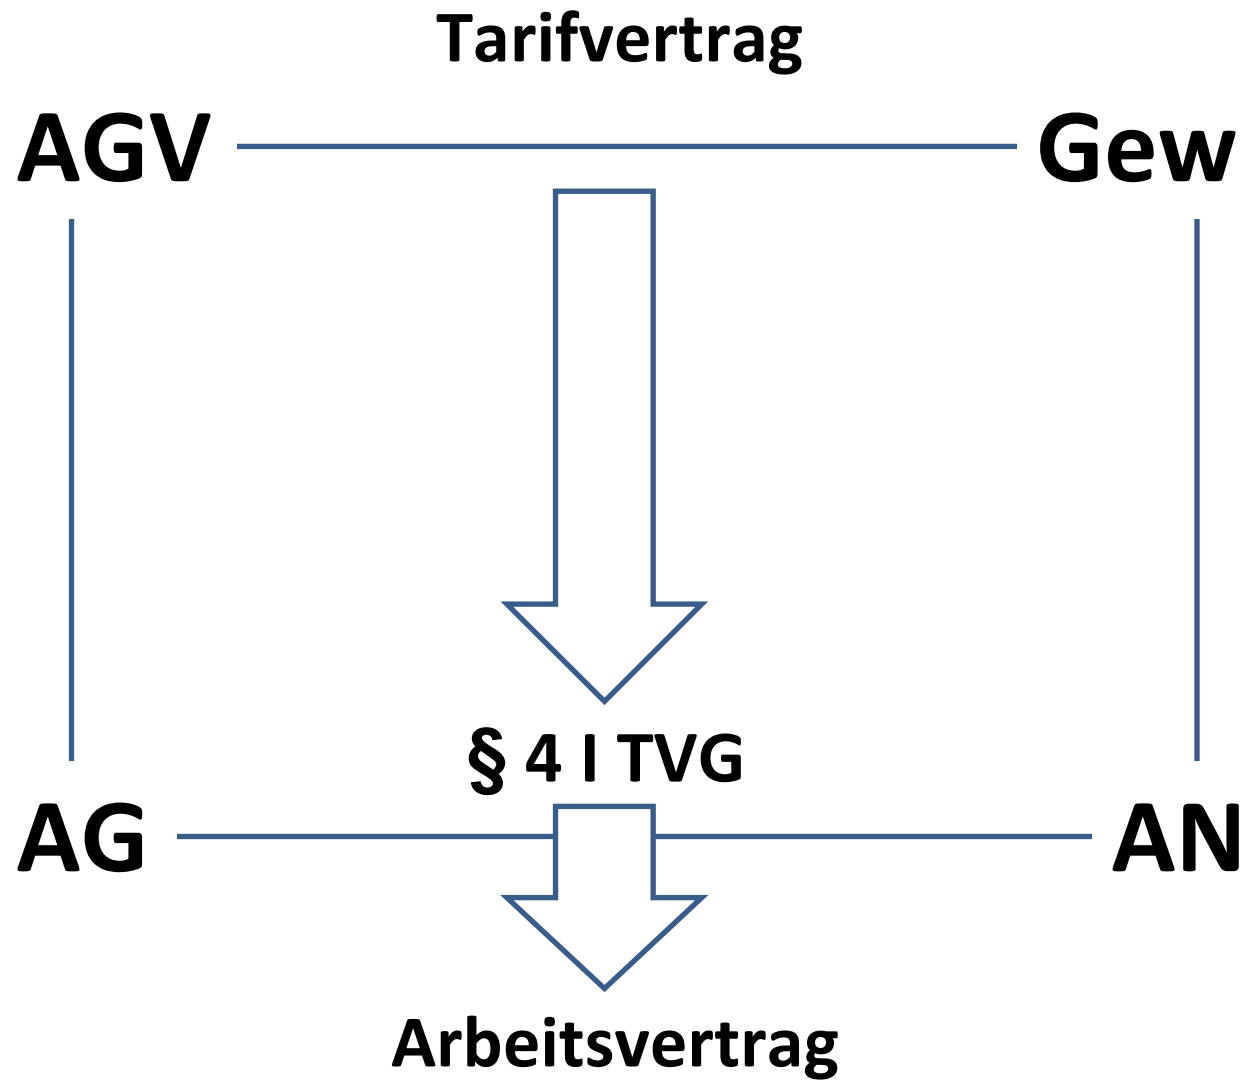 Tarifvertrag
AGV Gew
§ 4 I TVG
AG AN
Arbeitsvertrag